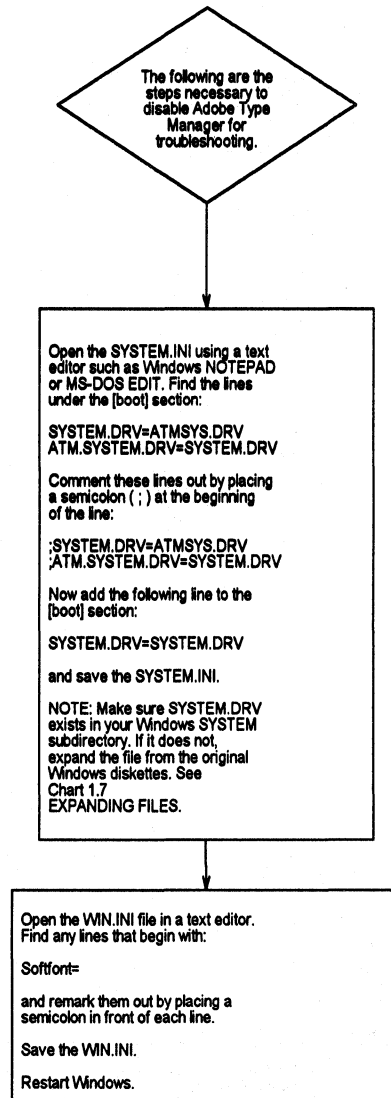 The following are the
steps necessary to
disable Adobe Type
Manager for
troubleshooting.
Open the SYSTEM.INI using a text
editor such as Windows NOTEPAD
or MS-DOS EDIT. Find the lines
under the [boot] section:
SYSTEM.DRV=ATMSYS.DRV
ATM.SYSTEM.DRV=SYSTEM.DRV
Comment these lines out by placing
a semicolon ( ; ) at the beginning
of the line:
;SYSTEM.DRV=ATMSYS.DRV
;ATM.SYSTEM.DRV=SYSTEM.DRV
Now add the following line to the
[boot] section:
SYSTEM.DRV=SYSTEM.DRV
and save the SYSTEM.INI.
NOTE: Make sure SYSTEM.DRV
exists in your Windows SYSTEM
subdirectory. If it does not,
expand the file from the original
Windows diskettes. See
Chart 1.7
EXPANDING FILES.
Open the WIN.INI file in a text editor.
Find any lines that begin with:
Softfont=
and remark them out by placing a
semicolon in front of each line.
Save the WIN.INI.
Restart Windows.